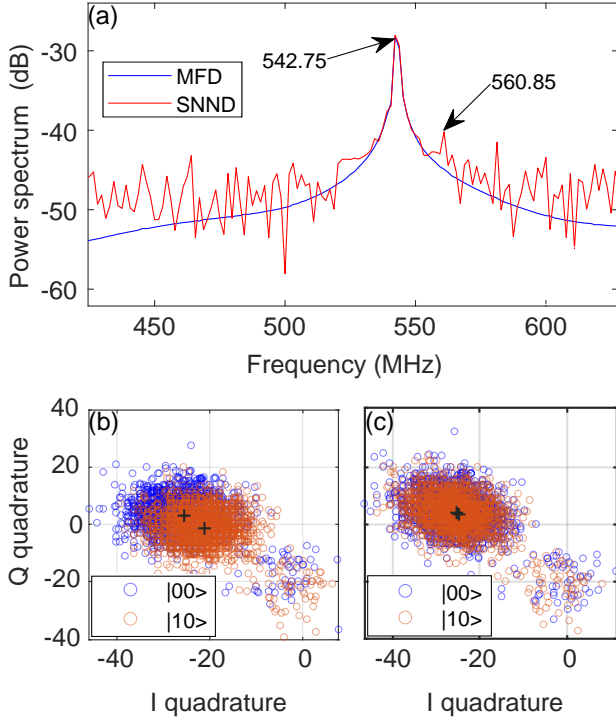 (a)
-30
-40
-50
-60
Power spectrum (dB)
542.75
560.85
MFD
SNND
450
500
550
600
Frequency (MHz)
40
20
0
-20
-40
Q quadrature
(b)
|00>
|10>
-40
-20
0
I quadrature
(c)
|00>
|10>
-40
-20
0
I quadrature